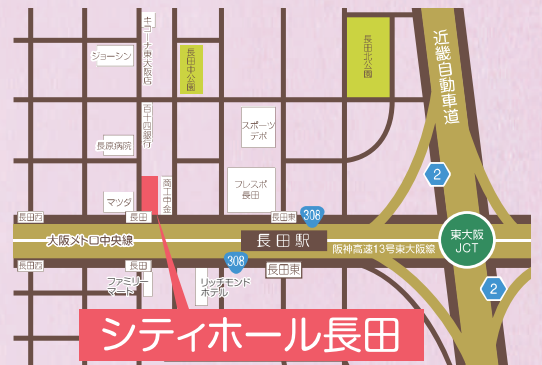 キコーナ東大阪店
ジョーシン
長田中公園
長田北公園
近畿自動車道
百十四銀行
スポーツ
デポ
長原病院
2
マツダ
商工中金
フレスポ
長田
長田西
長田
長田東
308
大阪メトロ中央線
長田駅
阪神高速13号東大阪線
東大阪
JCT
長田西
長田
308
長田東
ファミリー
マート
リッチモンド
ホテル
2
シティホール長田